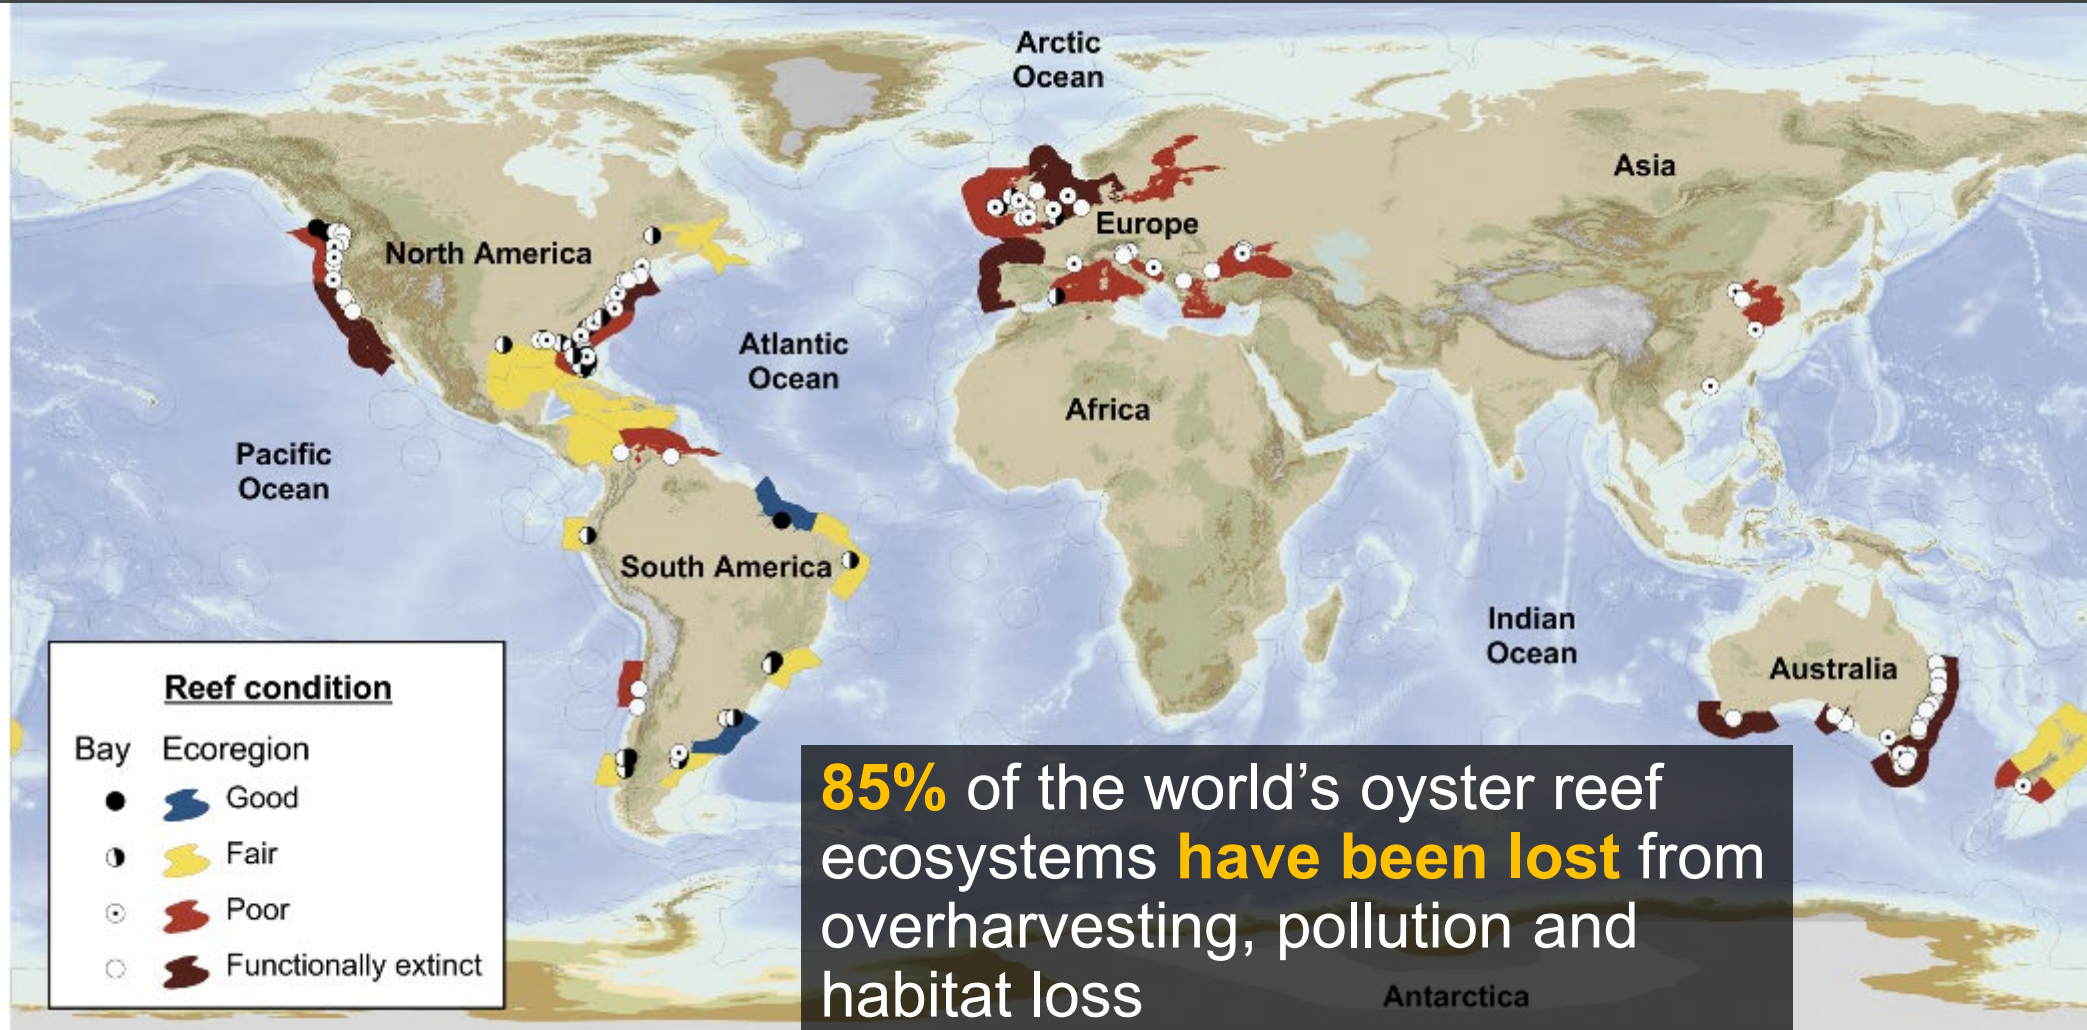 Arctic
Ocean
Asia
Europe
North America
Atlantic
Ocean
Africa
Pacific
Ocean
South America
Indian
Ocean
Australia
Reef condition
Bay Ecoregion
Good
Fair
Poor
Functionally extinct
85% of the world’s oyster reef
ecosystems have been lost from
overharvesting, pollution and
habitat loss
Antarctica